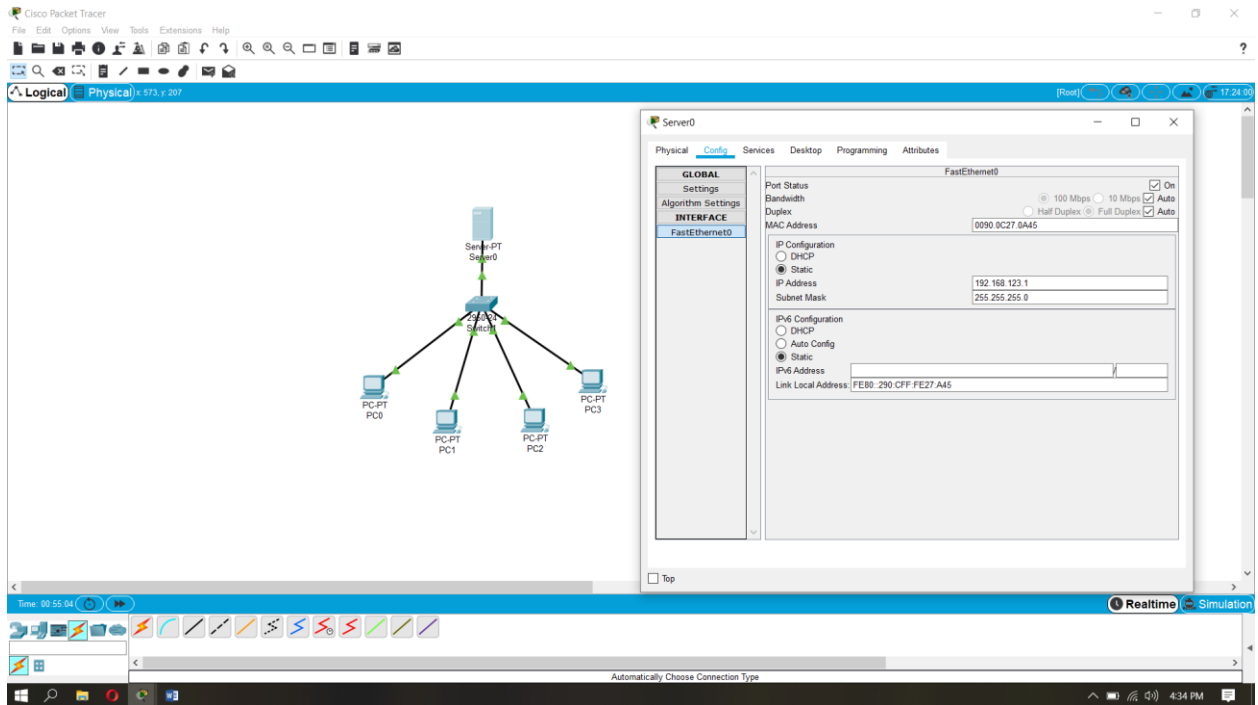 Cisco Packet Tracer
File Edit Options View Tools Extensions Help
?
Logical Physical x: 573, y: 207 [Root] 17:24:00
Server0
Physical Config Services Desktop Programming Attributes
GLOBAL
Settings
Algorithm Settings
INTERFACE
FastEthernet0
FastEthernet0
Port Status On
Bandwidth 100 Mbps 10 Mbps Auto
Duplex Half Duplex Full Duplex Auto
MAC Address 0090.0C27.0A45
IP Configuration
DHCP
Static
IP Address 192.168.123.1
Subnet Mask 255.255.255.0
IPv6 Configuration
DHCP
Auto Config
Static
IPv6 Address /
Link Local Address: FE80::290:CFF:FE27:A45
Top
Server-PT
Server0
2950-24
Switch1
PC-PT
PC0
PC-PT
PC1
PC-PT
PC2
PC-PT
PC3
Time: 00:55:04 Realtime Simulation
Automatically Choose Connection Type
4:34 PM